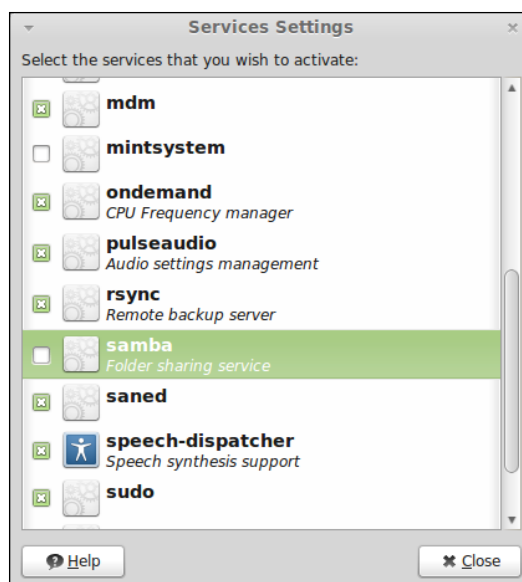 Services Settings
Select the services that you wish to activate:
mdm
mintsystem
ondemand
CPU Frequency manager
pulseaudio
Audio settings management
rsync
Remote backup server
samba
Folder sharing service
saned
speech-dispatcher
Speech synthesis support
sudo
Help
Close